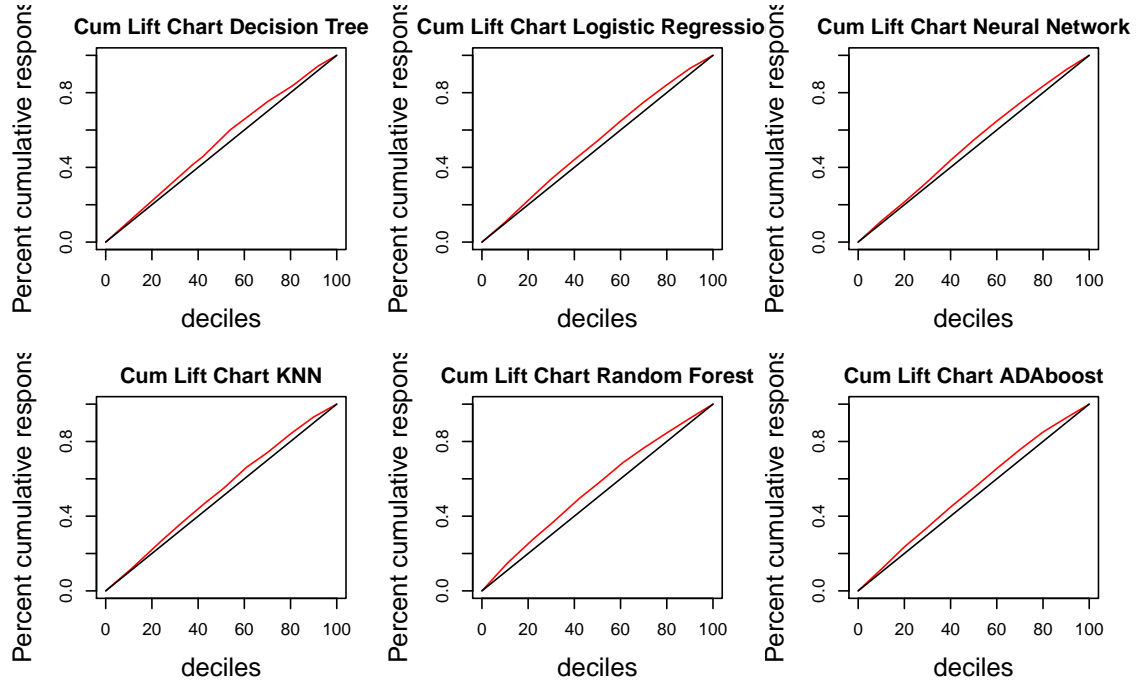 Cum Lift Chart Decision Tree
Percent cumulative respons
0.0
0.4
0.8
0 20 40 60 80 100
deciles
Cum Lift Chart Logistic Regressio
Percent cumulative respons
0.0
0.4
0.8
0 20 40 60 80 100
deciles
Cum Lift Chart Neural Network
Percent cumulative respons
0.0
0.4
0.8
0 20 40 60 80 100
deciles
Cum Lift Chart KNN
Percent cumulative respons
0.0
0.4
0.8
0 20 40 60 80 100
deciles
Cum Lift Chart Random Forest
Percent cumulative respons
0.0
0.4
0.8
0 20 40 60 80 100
deciles
Cum Lift Chart ADAboost
Percent cumulative respons
0.0
0.4
0.8
0 20 40 60 80 100
deciles